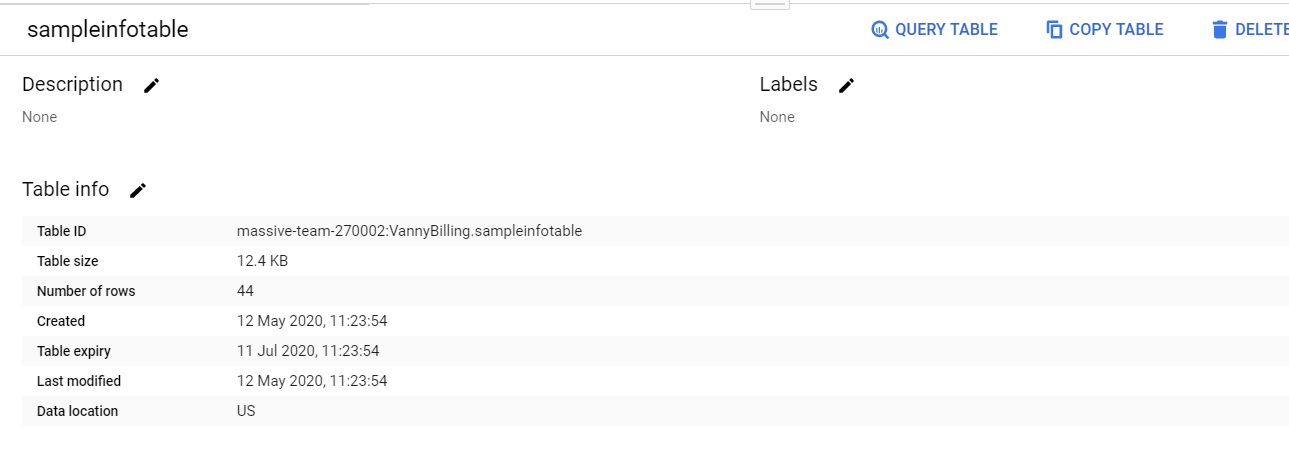 sampleinfotable QUERY TABLE COPY TABLE DELETE
Description Labels
None None
Table info
Table ID massive-team-270002:VannyBilling.sampleinfotable
Table size 12.4 KB
Number of rows 44
Created 12 May 2020, 11:23:54
Table expiry 11 Jul 2020, 11:23:54
Last modified 12 May 2020, 11:23:54
Data location US